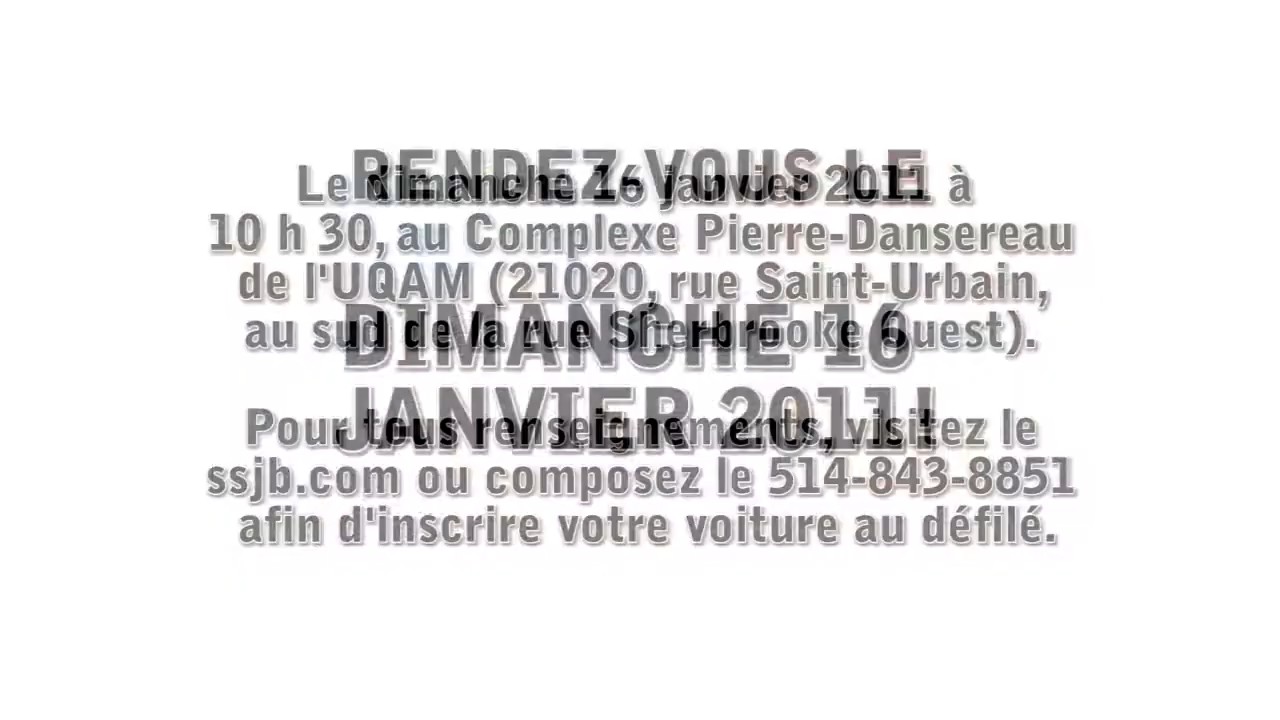 RENDEZ-VOUS LE
DIMANCHE 16
JANVIER 2011!
Le dimanche 16 janvier 2011 à
10 h 30, au Complexe Pierre-Dansereau
de l'UQAM (21020, rue Saint-Urbain,
au sud de la rue Sherbrooke Ouest).
Pour tous renseignements, visitez le
ssjb.com ou composez le 514-843-8851
afin d'inscrire votre voiture au défilé.